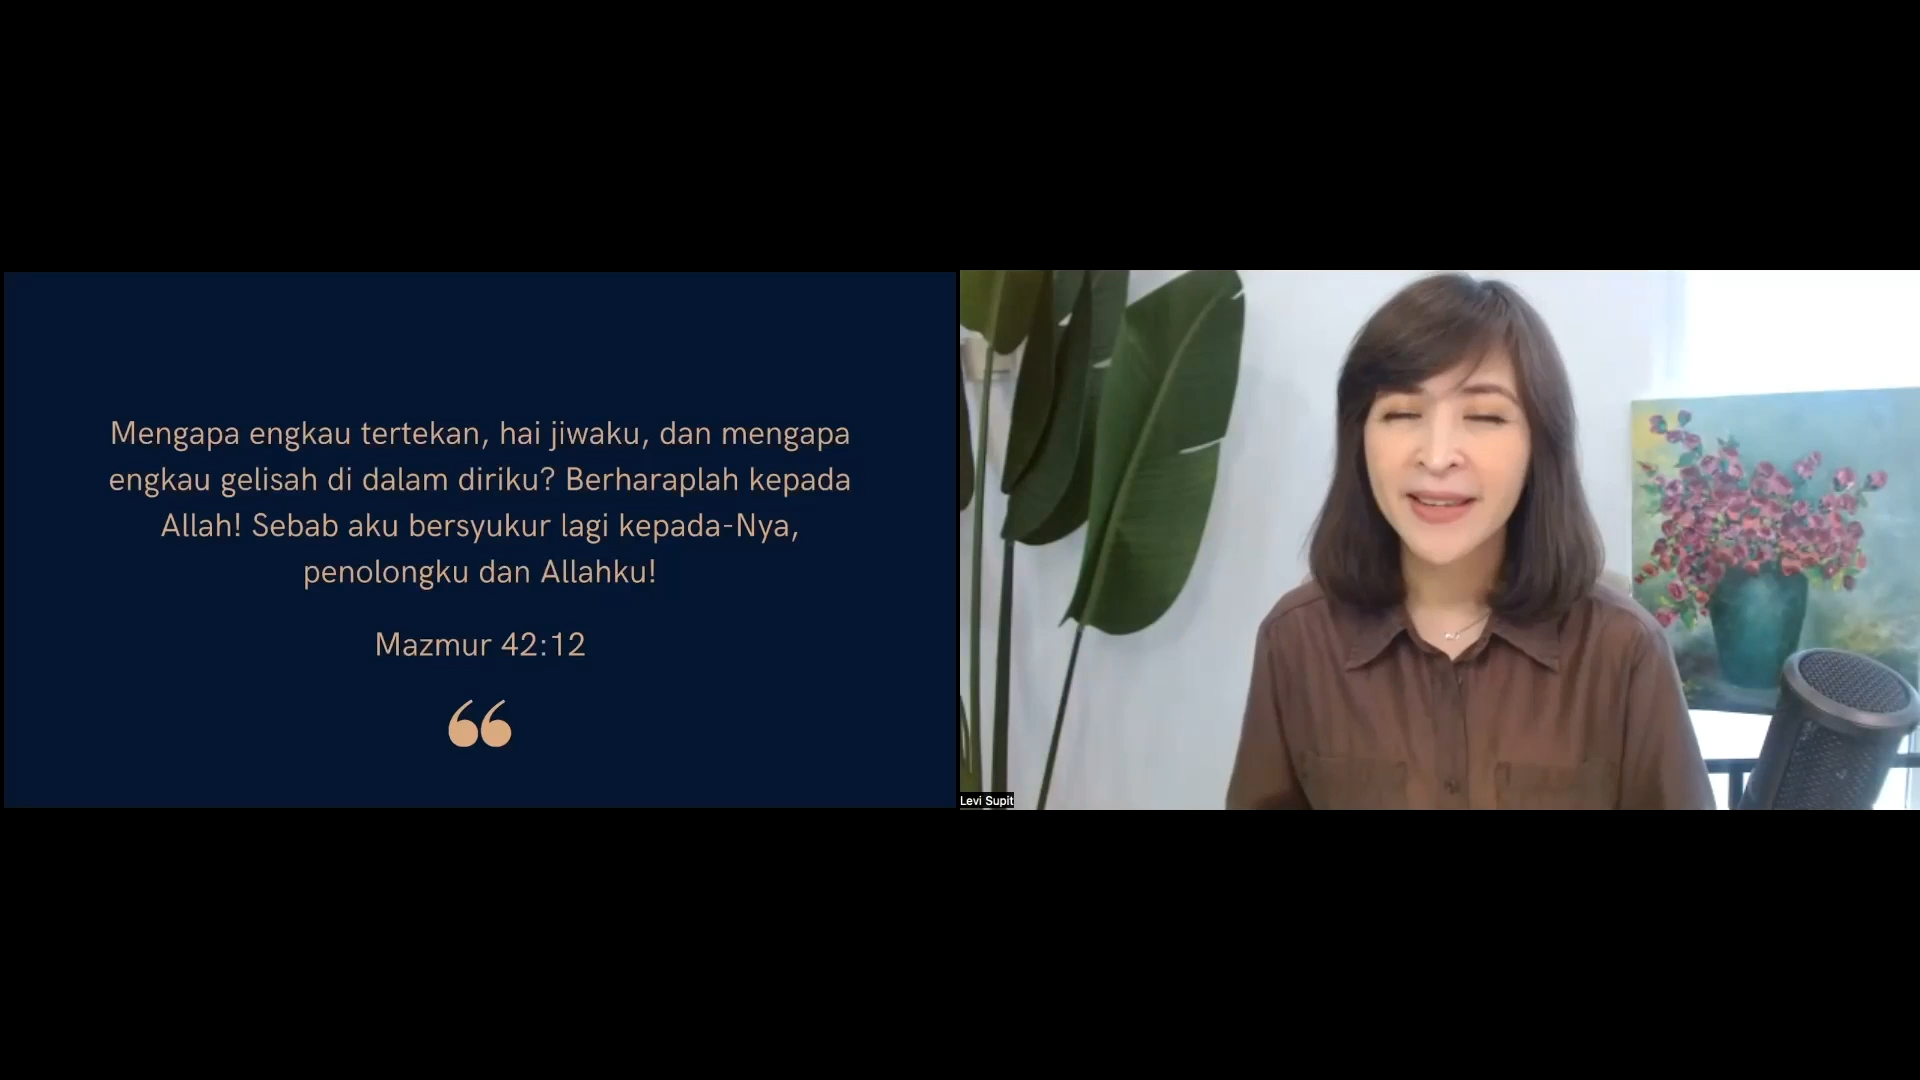 Mengapa engkau tertekan, hai jiwaku, dan mengapa
engkau gelisah di dalam diriku? Berharaplah kepada
Allah! Sebab aku bersyukur lagi kepada-Nya,
penolongku dan Allahku!
Mazmur 42:12
Levi Supit